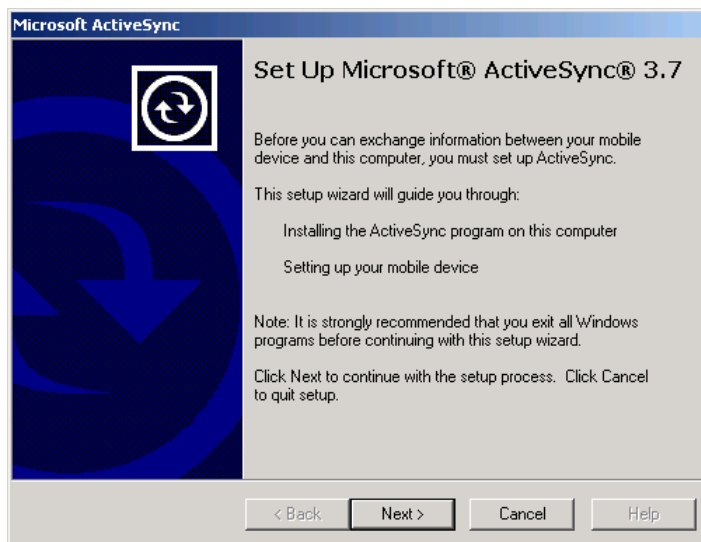 Microsoft ActiveSync
Set Up Microsoft® ActiveSync® 3.7
Before you can exchange information between your mobile
device and this computer, you must set up ActiveSync.
This setup wizard will guide you through:
Installing the ActiveSync program on this computer
Setting up your mobile device
Note: It is strongly recommended that you exit all Windows
programs before continuing with this setup wizard.
Click Next to continue with the setup process.  Click Cancel
to quit setup.
< Back
Next >
Cancel
Help